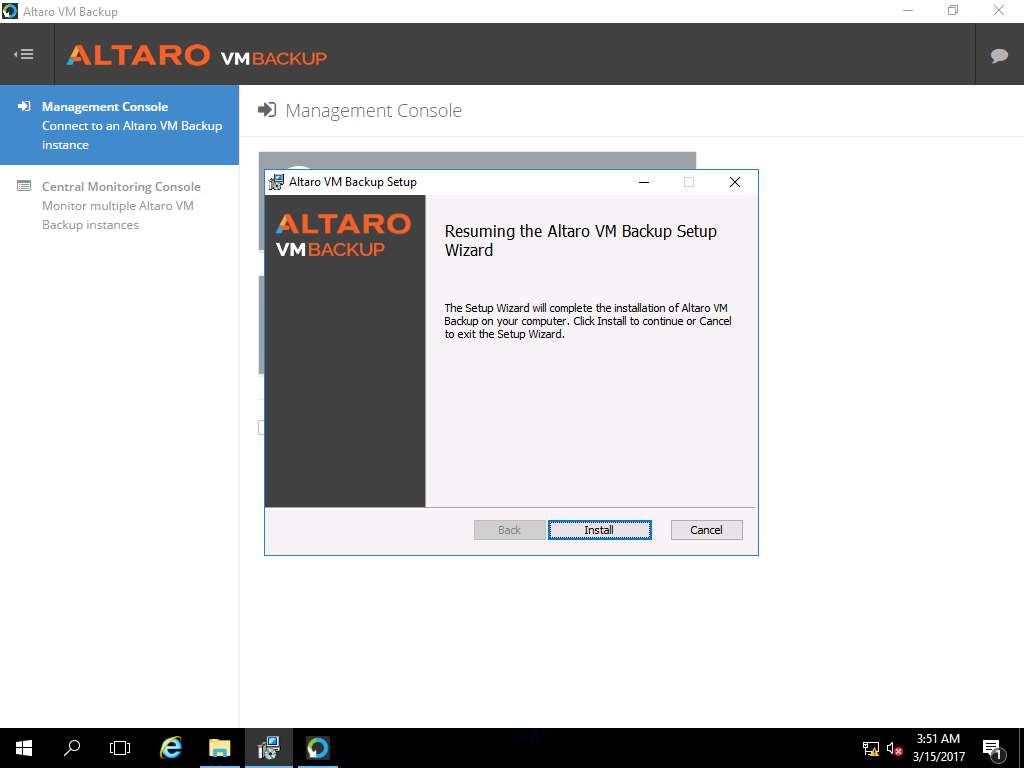 Altaro VM Backup
ALTARO VMBACKUP
Management Console
Connect to an Altaro VM Backup
instance
Central Monitoring Console
Monitor multiple Altaro VM
Backup instances
Management Console
Altaro VM Backup Setup
ALTARO
VMBACKUP
Resuming the Altaro VM Backup Setup
Wizard
The Setup Wizard will complete the installation of Altaro VM
Backup on your computer. Click Install to continue or Cancel
to exit the Setup Wizard.
Back
Install
Cancel
3:51 AM
3/15/2017
1